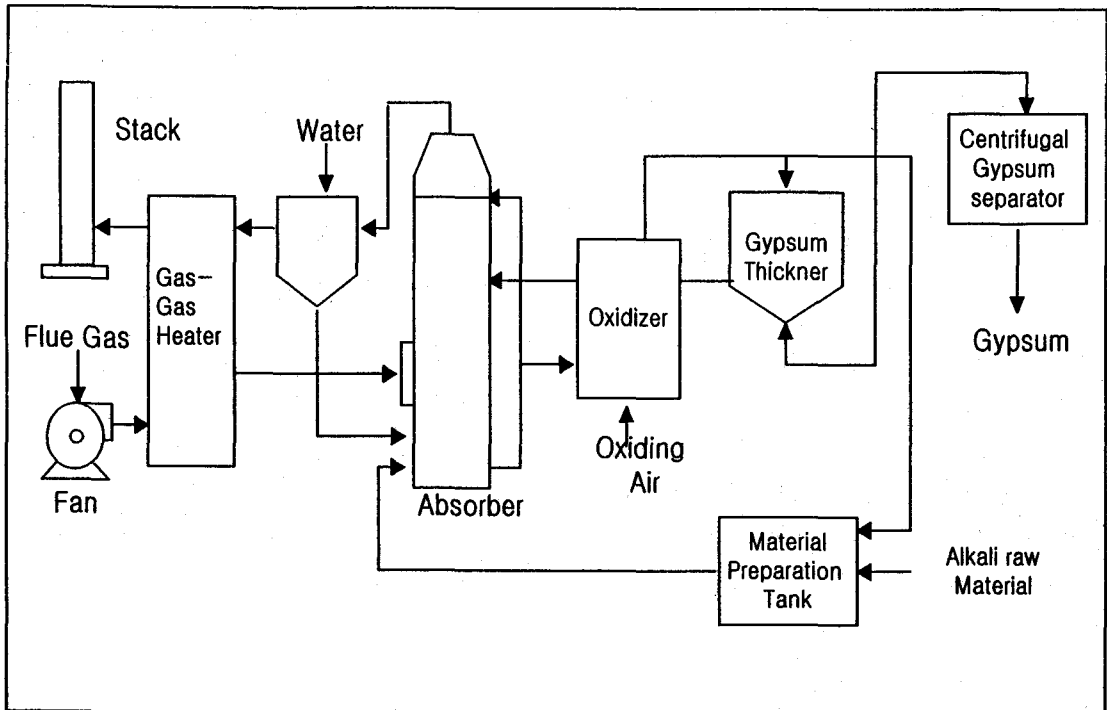 Stack
Water
Centrifugal
Gypsum
separator
Gas-
Gas
Heater
Gypsum
Thickner
Oxidizer
Flue Gas
Gypsum
Oxiding
Air
Fan
Absorber
Material
Preparation
Tank
Alkali raw
Material